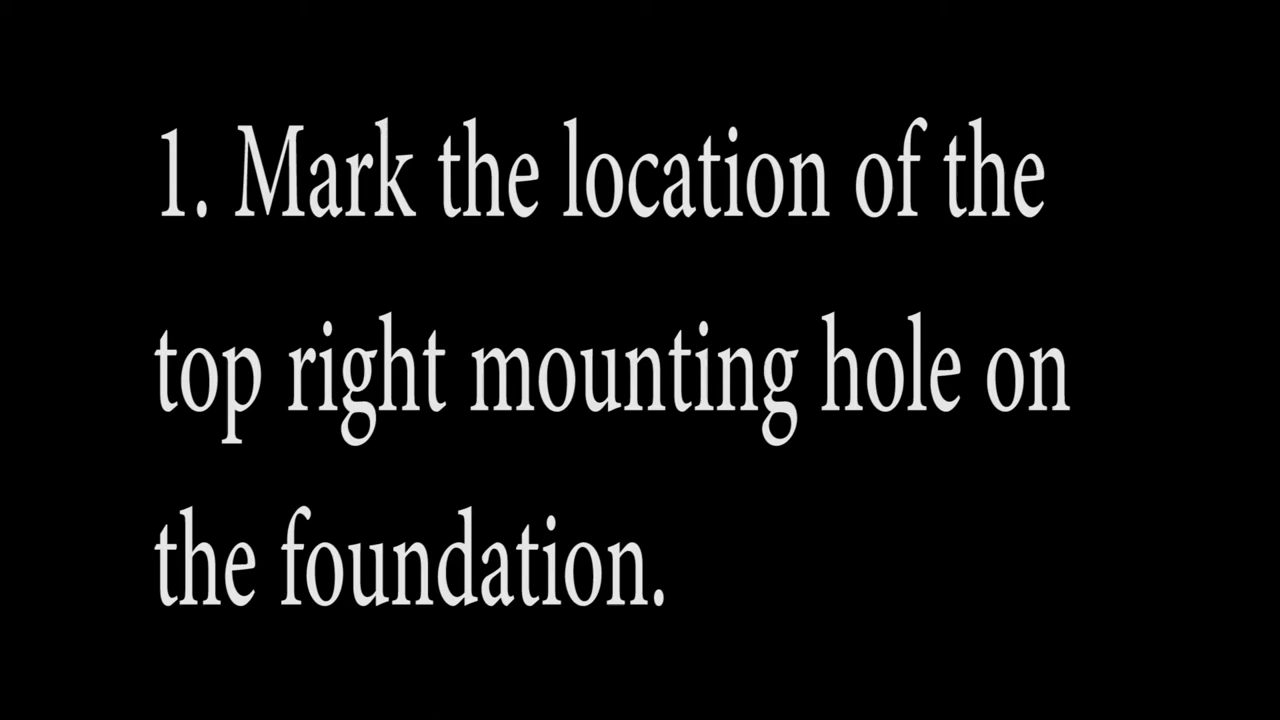 1. Mark the location of the
top right mounting hole on
the foundation.